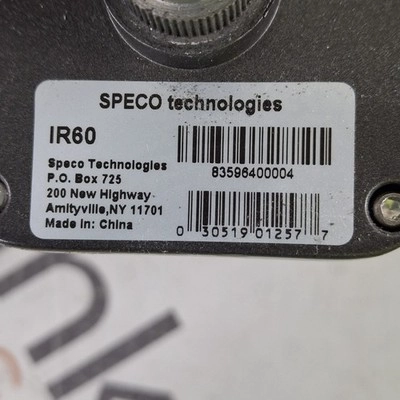 SPECO technologies
IR60
Speco Technologies
P.O. Box 725
200 New Highway
Amityville,NY 11701
Made in: China
83596400004
0 30519 01257 7